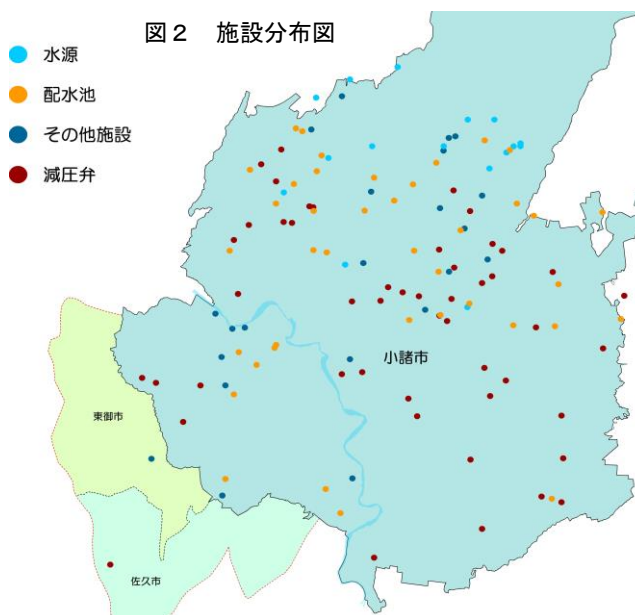 図２　施設分布図
水源
配水池
その他施設
減圧弁
小諸市
東御市
佐久市